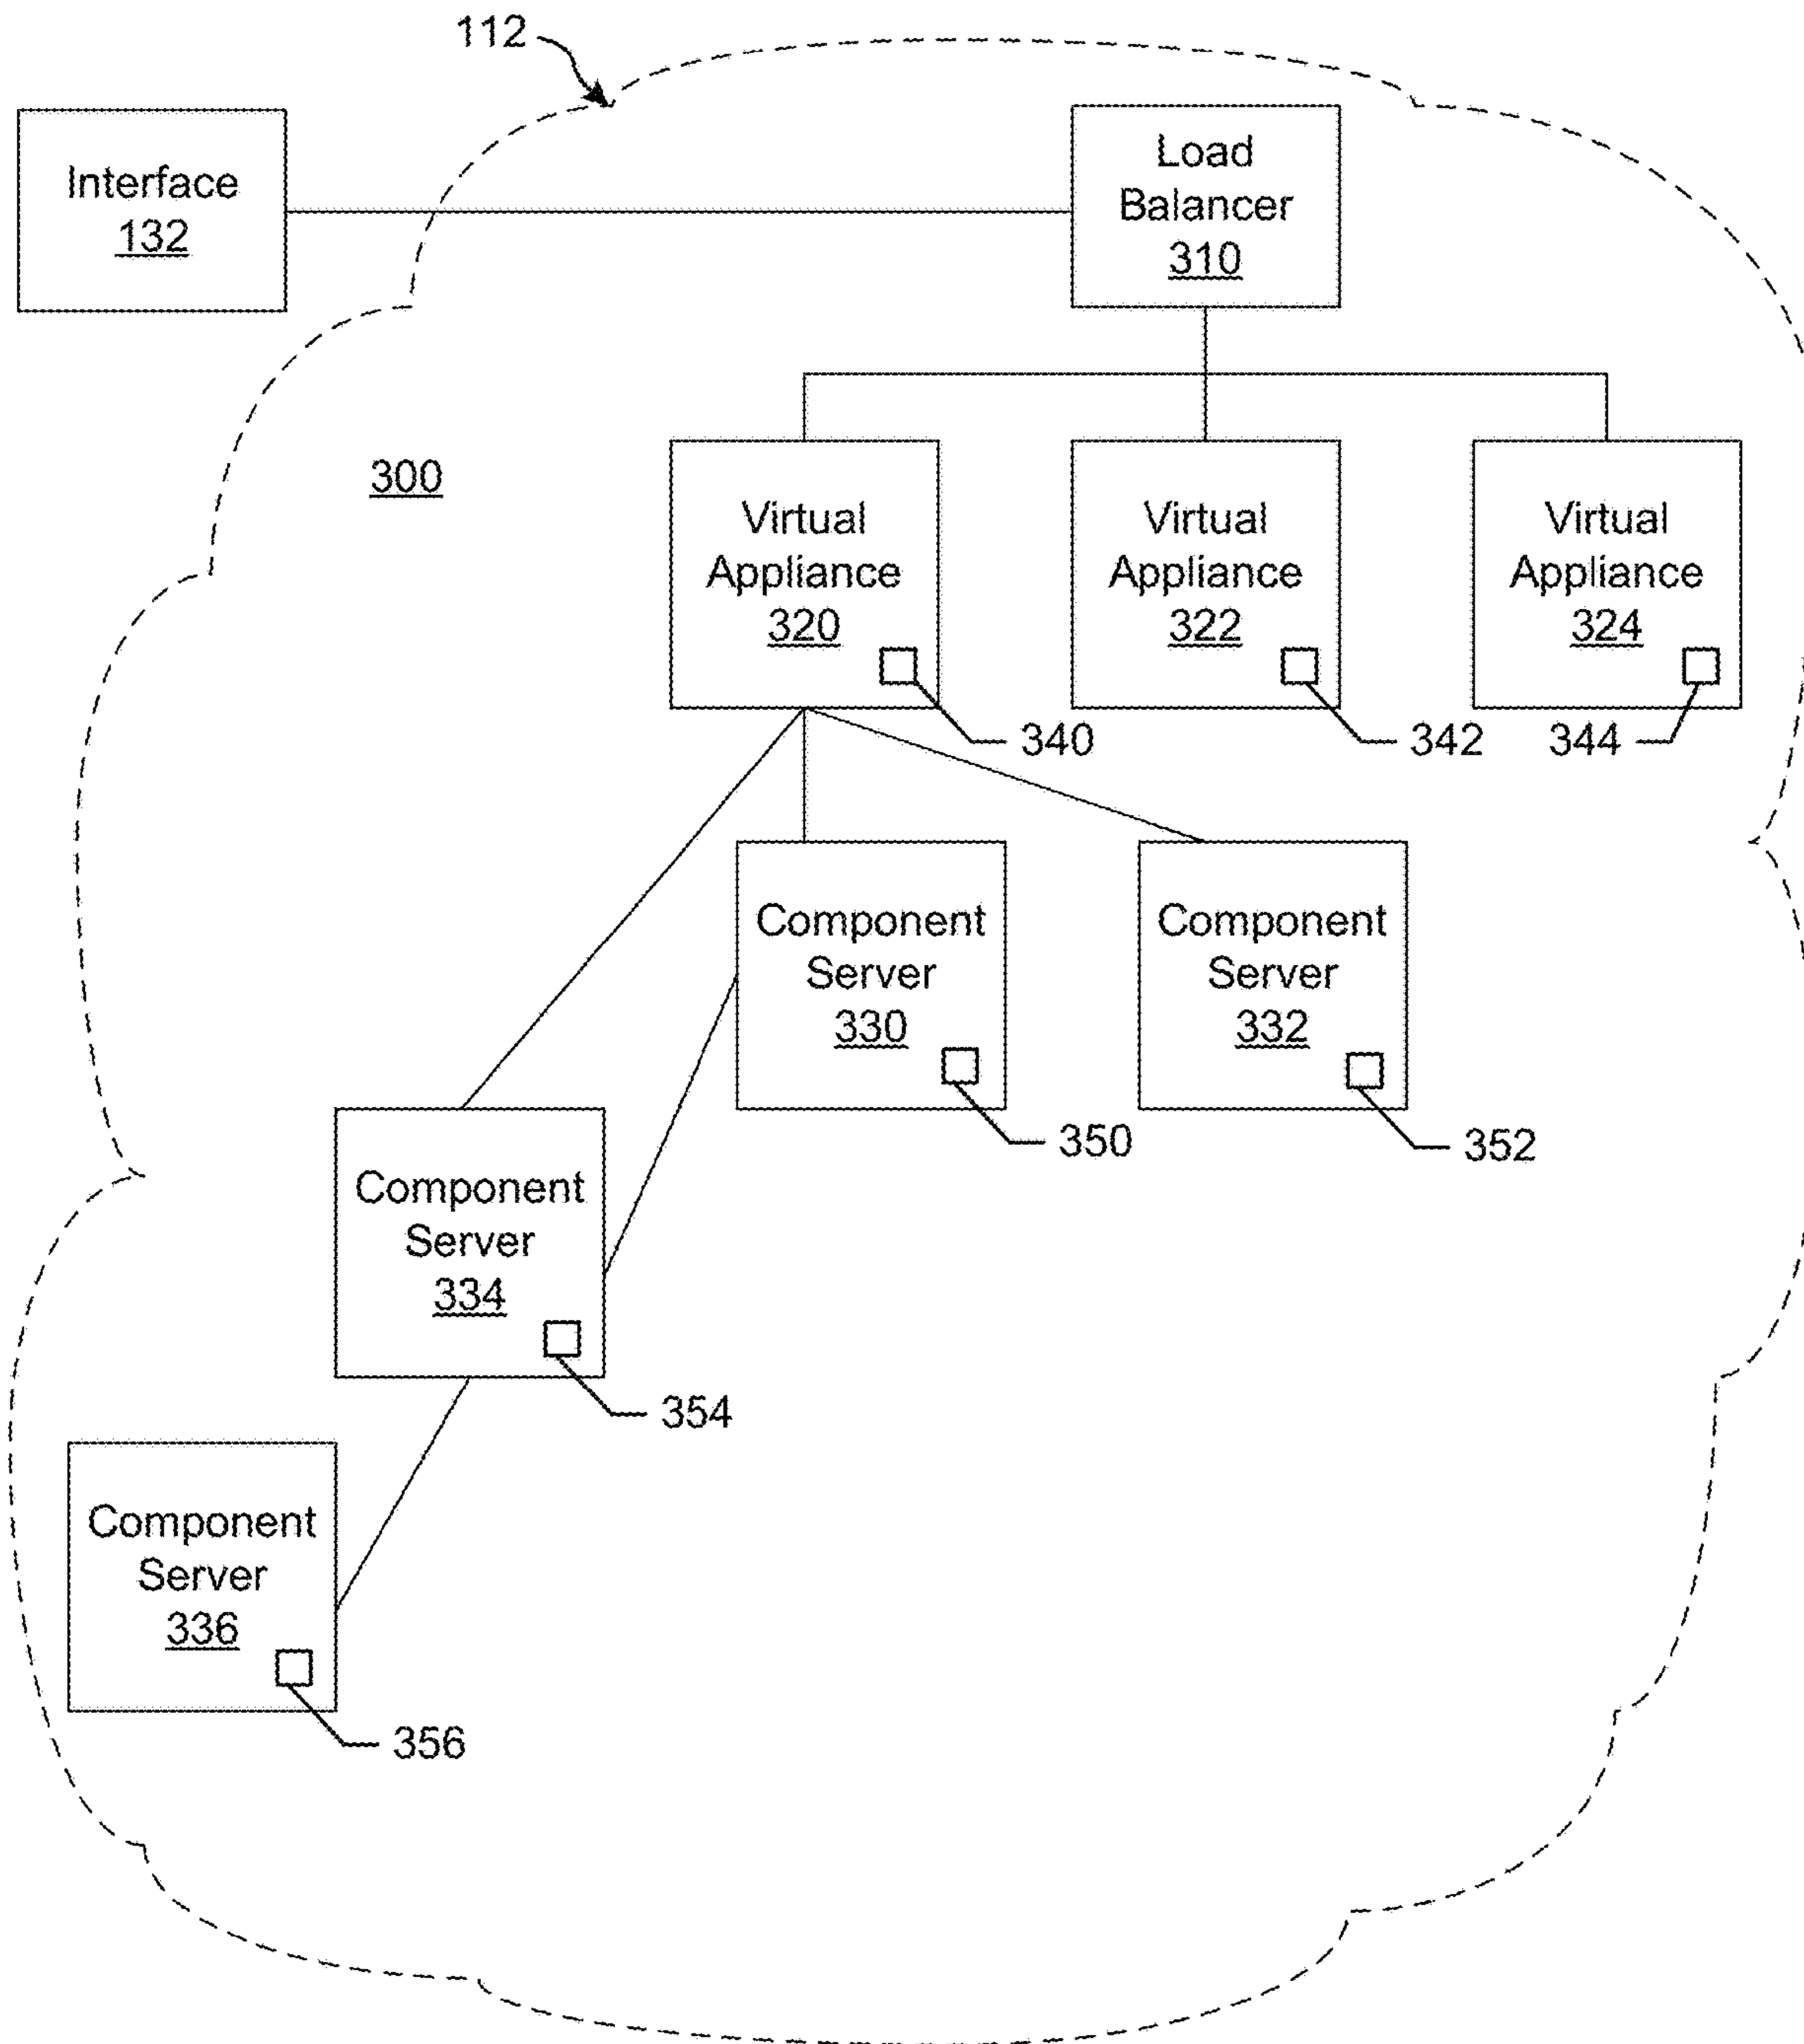 112
Interface
132
Load
Balancer
310
300
Virtual
Appliance
320
Virtual
Appliance
322
Virtual
Appliance
324
340
342
344
Component
Server
330
Component
Server
332
350
352
Component
Server
334
354
Component
Server
336
356